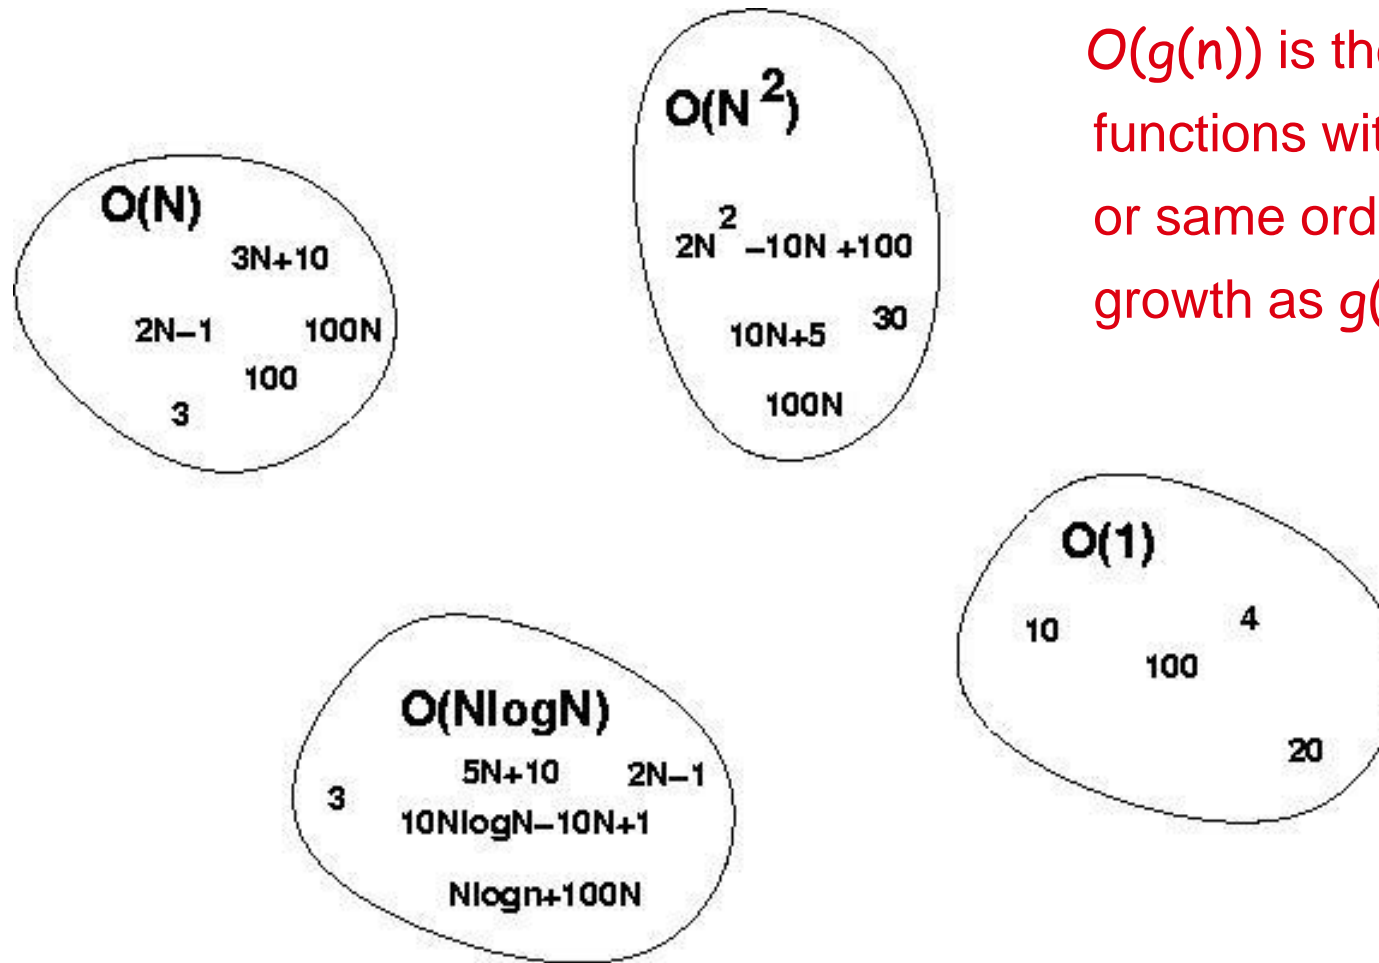 O(g(n)) is the
functions wit
or same ord
growth as g(
O(N)
3N+10
2N−1 100N
100
3
O(N²)
2N² −10N +100
10N+5 30
100N
O(1)
10 4
100
20
O(NlogN)
5N+10 2N−1
3
10NlogN−10N+1
Nlogn+100N